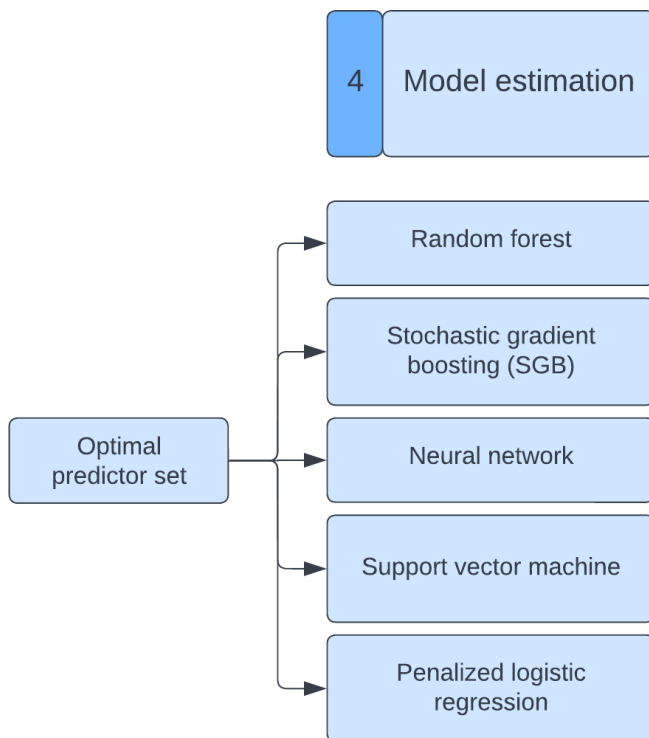 4
Model estimation
Random forest
Stochastic gradient
boosting (SGB)
Optimal
predictor set
Neural network
Support vector machine
Penalized logistic
regression